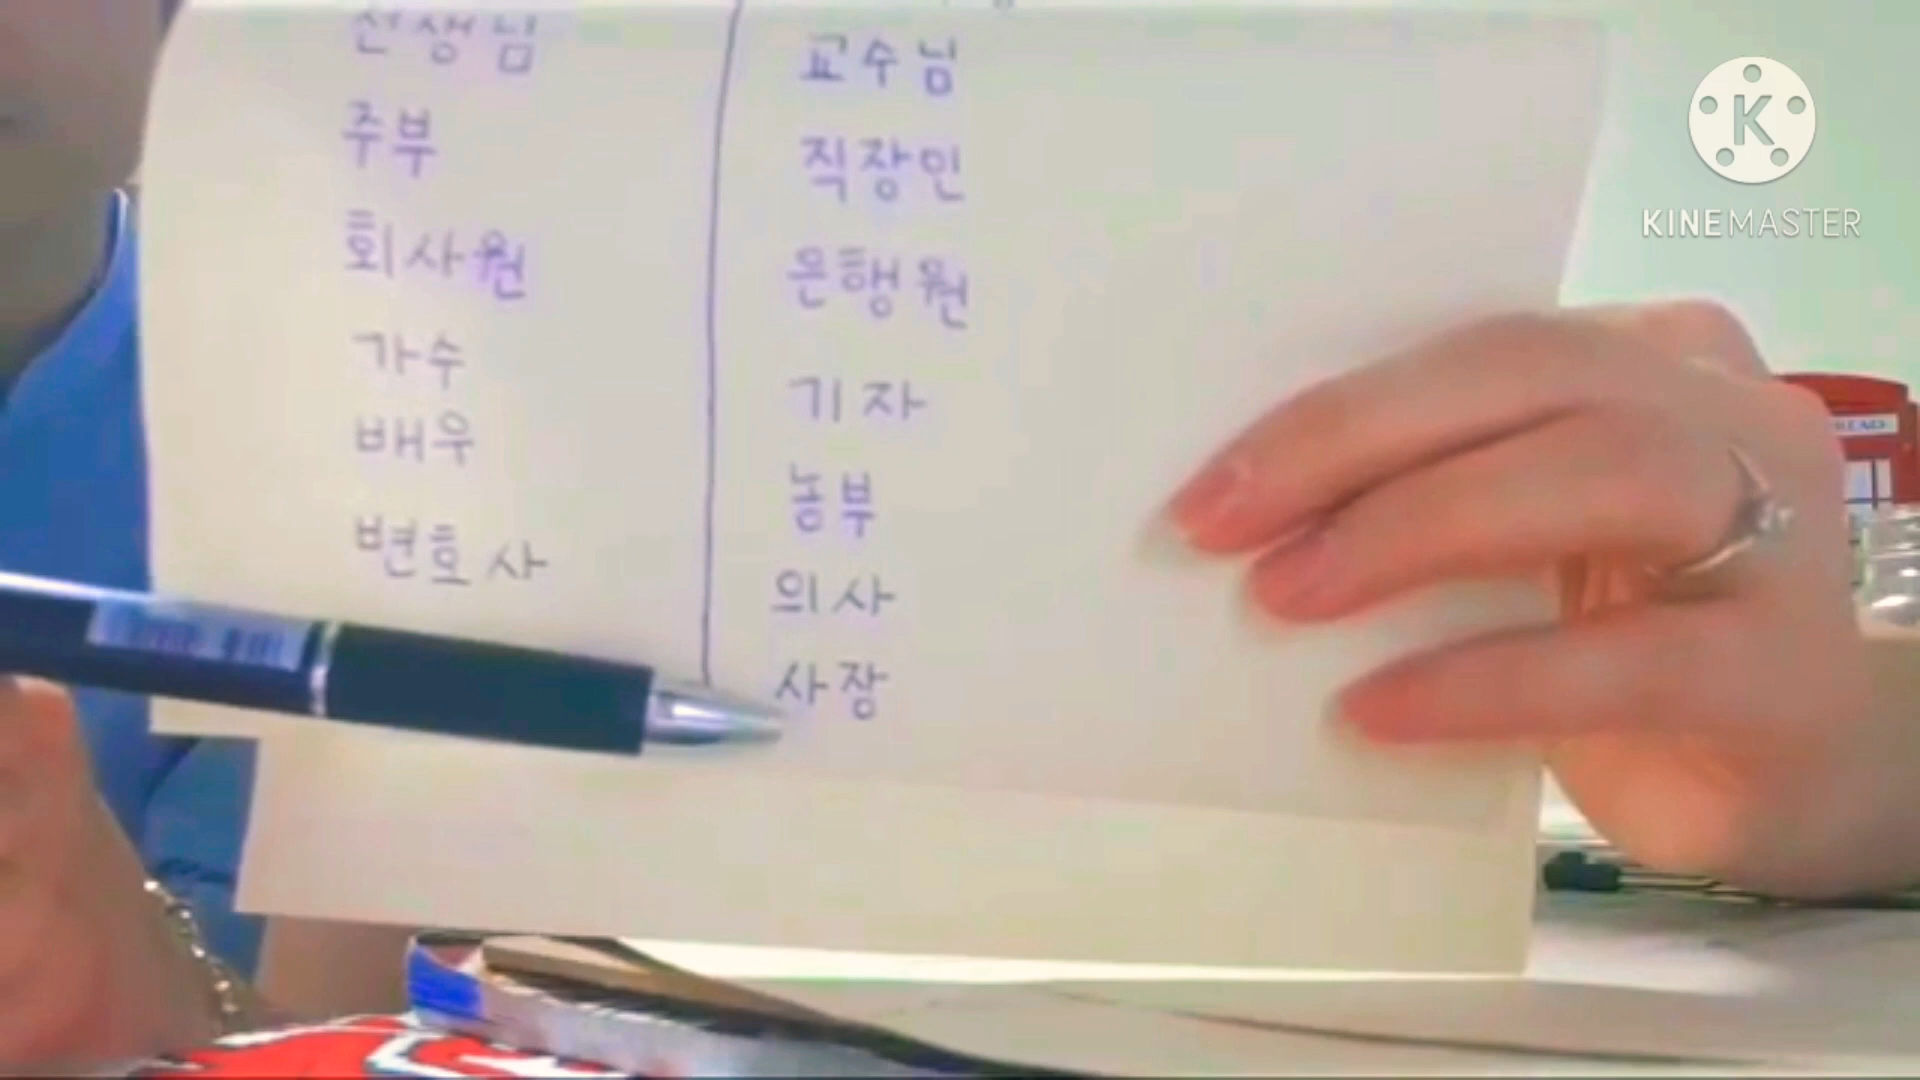 선생님
주부
회사원
가수
배우
변호사
교수님
직장인
은행원
기자
농부
의사
사장
KINEMASTER